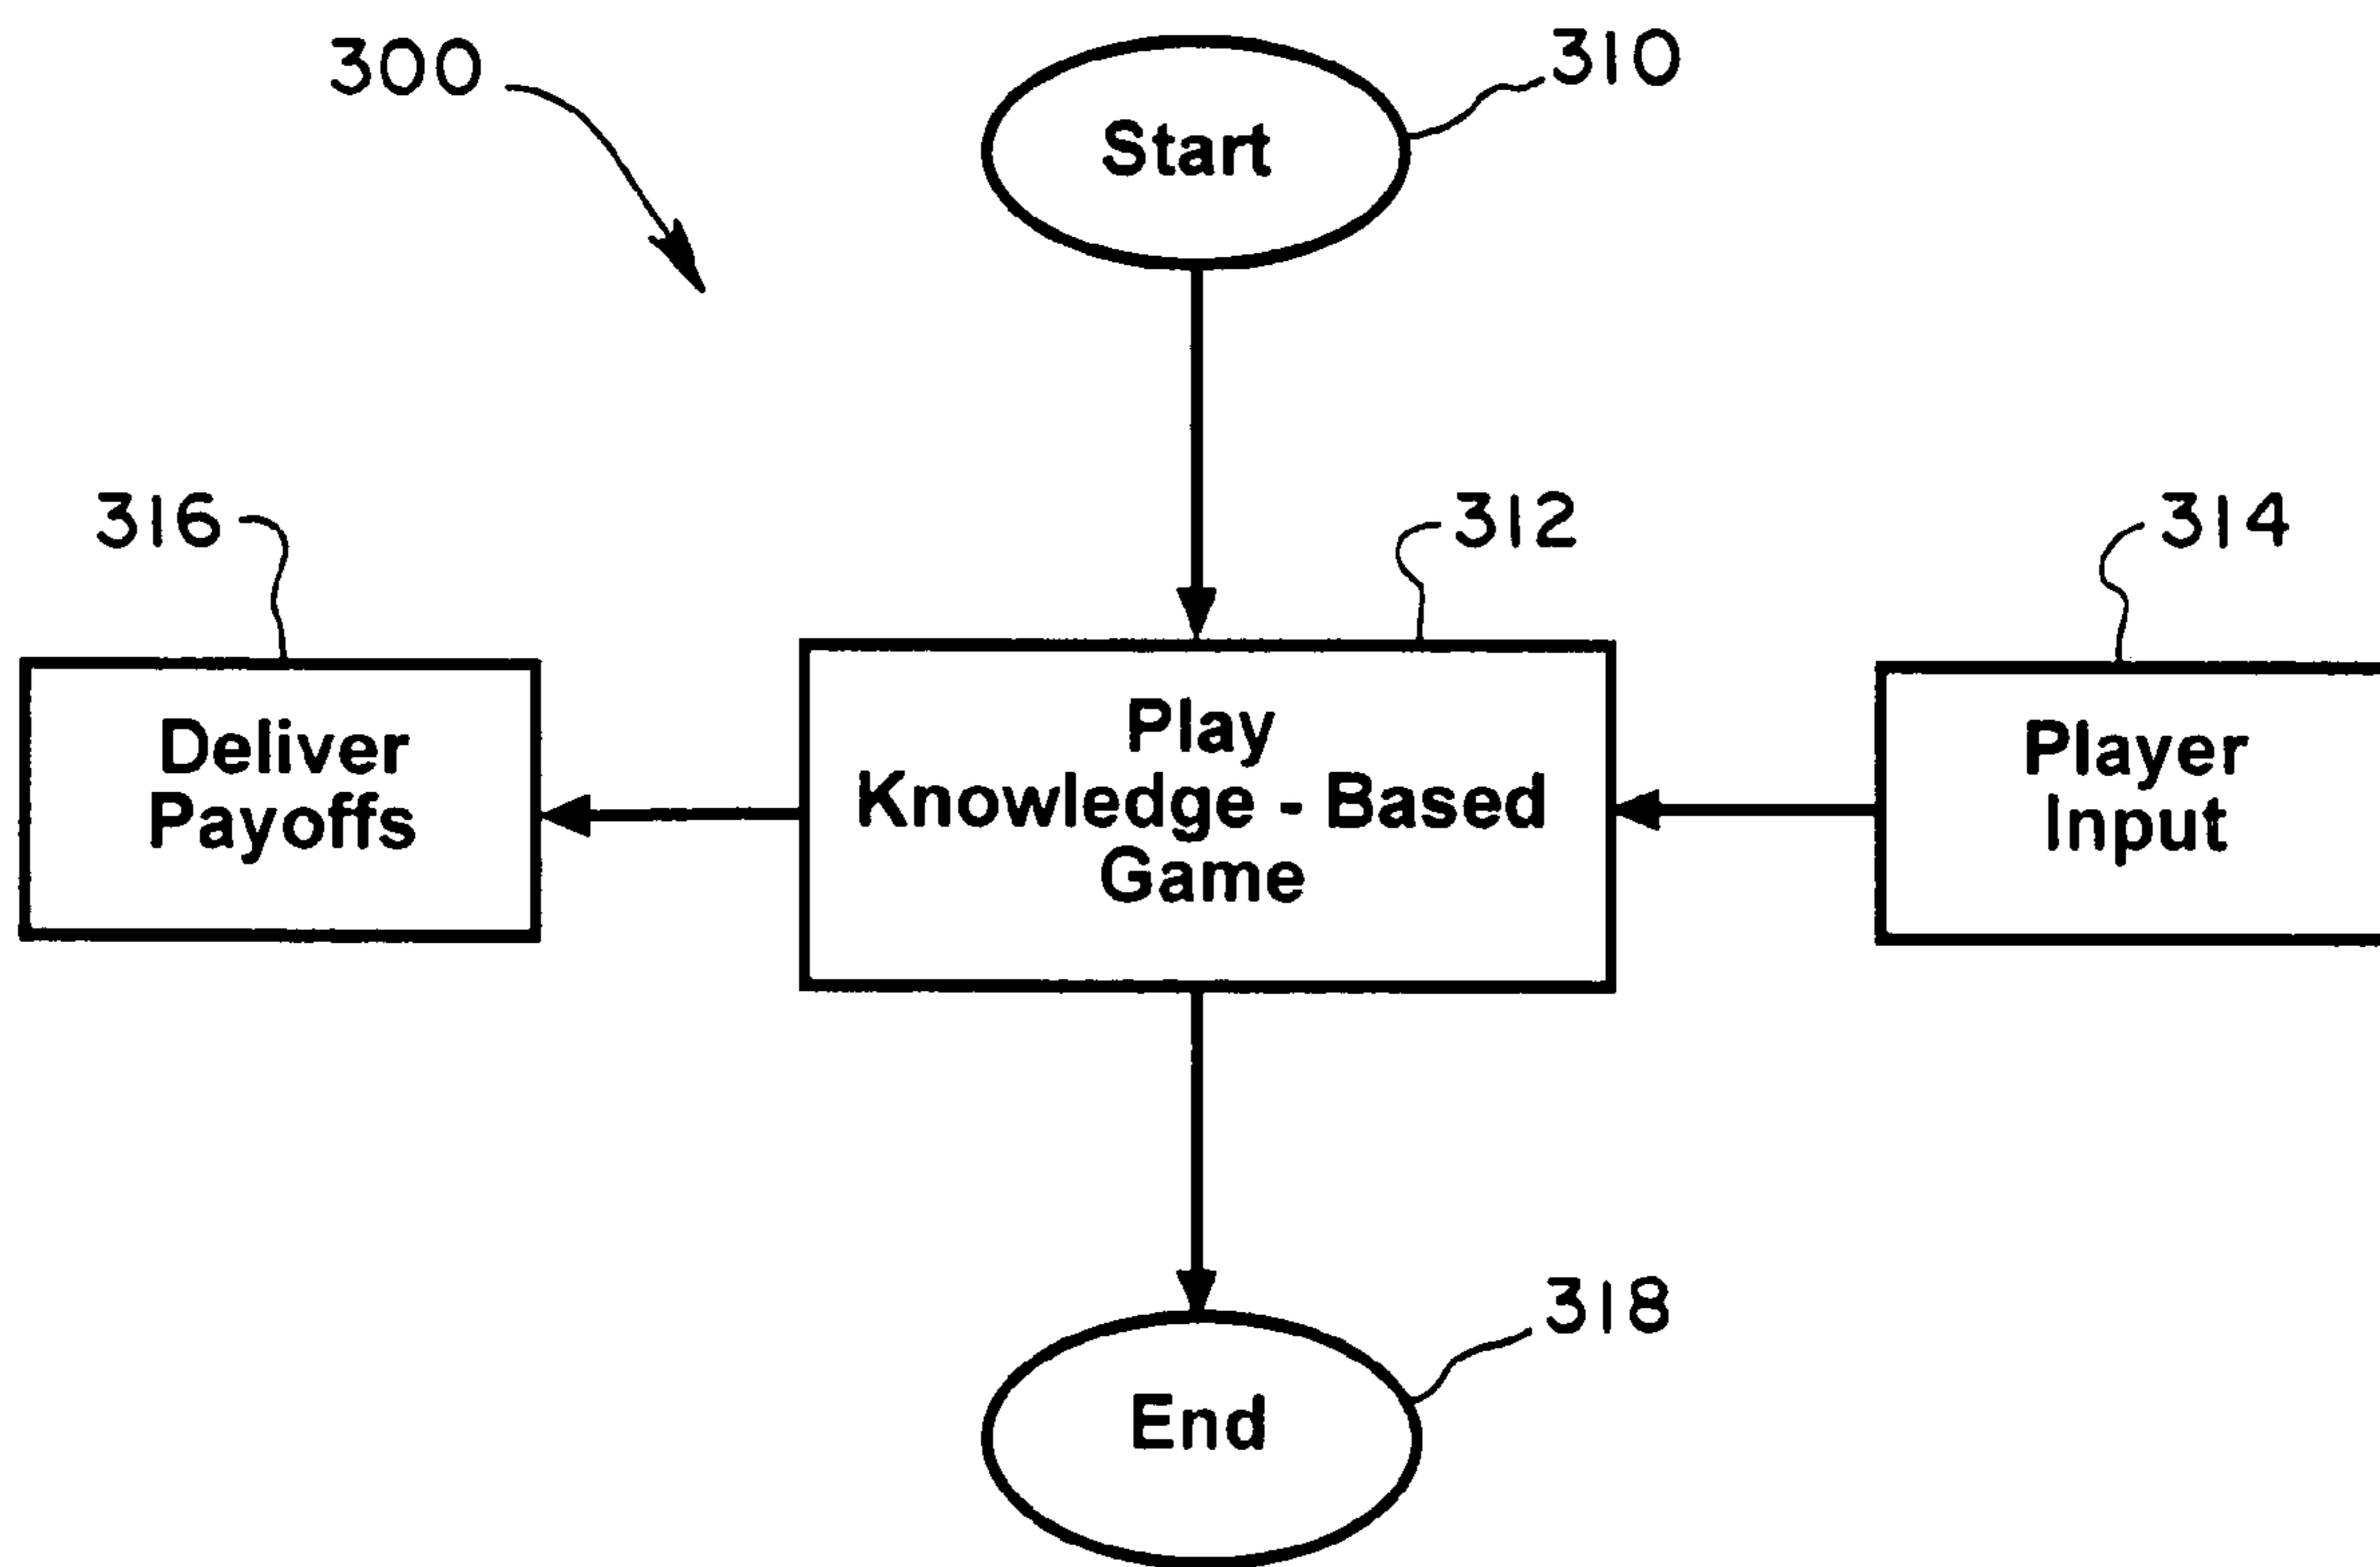 300
310
Start
316
312
314
Deliver
Payoffs
Play
Knowledge - Based
Game
Player
Input
318
End